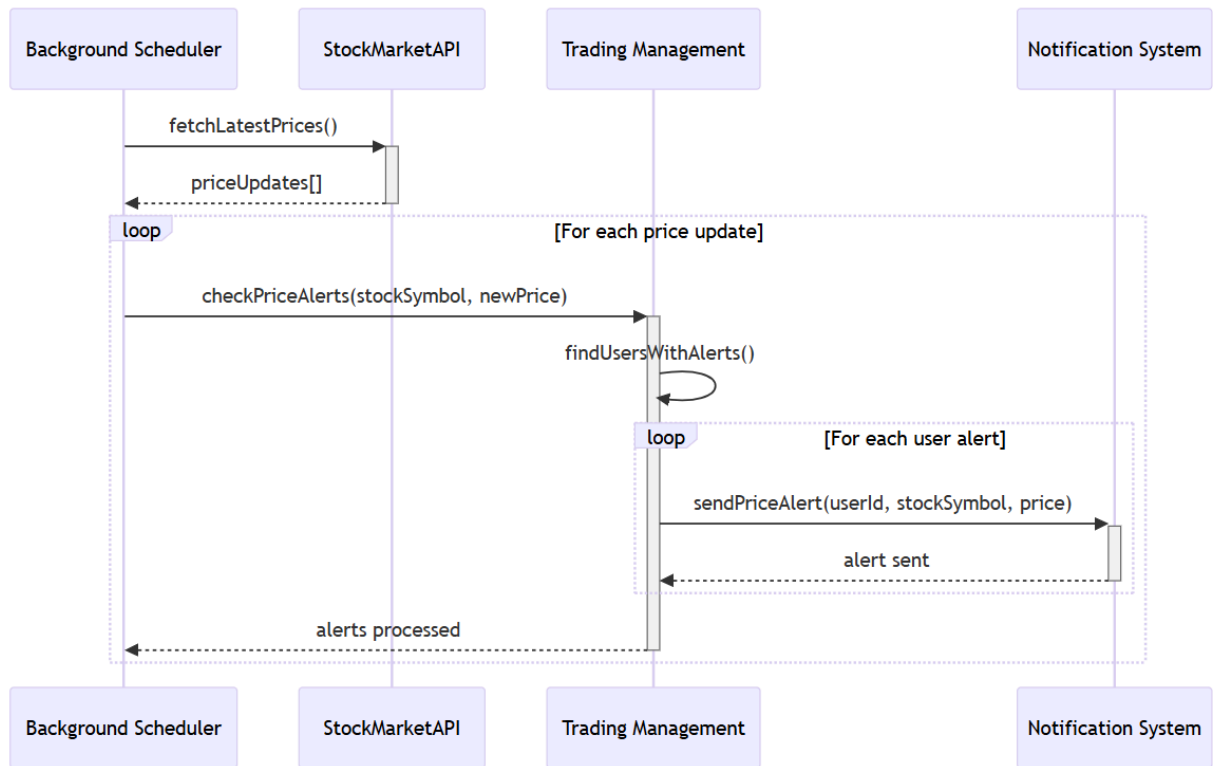 Background Scheduler
StockMarketAPI
Trading Management
Notification System
fetchLatestPrices()
priceUpdates[]
loop
[For each price update]
checkPriceAlerts(stockSymbol, newPrice)
findUsersWithAlerts()
loop
[For each user alert]
sendPriceAlert(userId, stockSymbol, price)
alert sent
alerts processed
Background Scheduler
StockMarketAPI
Trading Management
Notification System